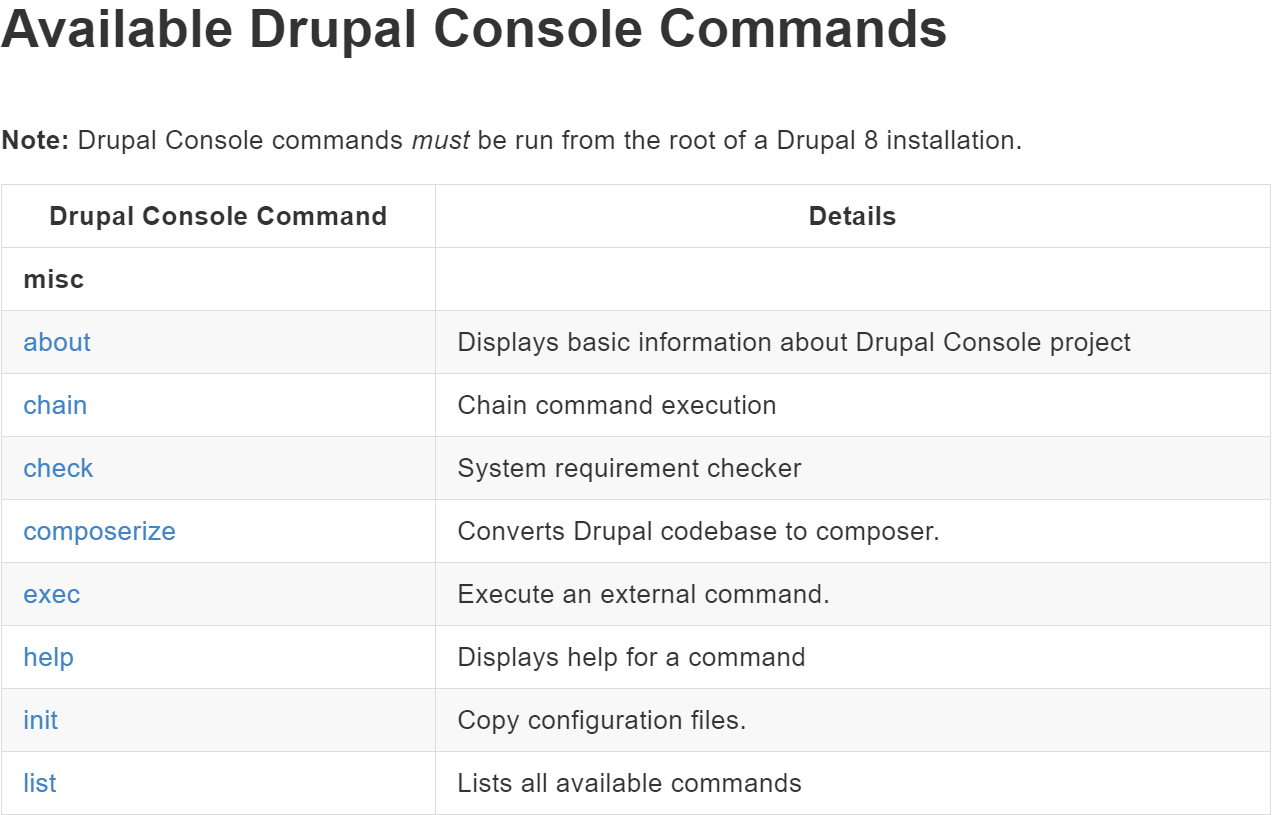 Available Drupal Console Commands
Note: Drupal Console commands must be run from the root of a Drupal 8 installation.
Drupal Console Command Details
misc
about Displays basic information about Drupal Console project
chain Chain command execution
check System requirement checker
composerize Converts Drupal codebase to composer.
exec Execute an external command.
help Displays help for a command
init Copy configuration files.
list Lists all available commands